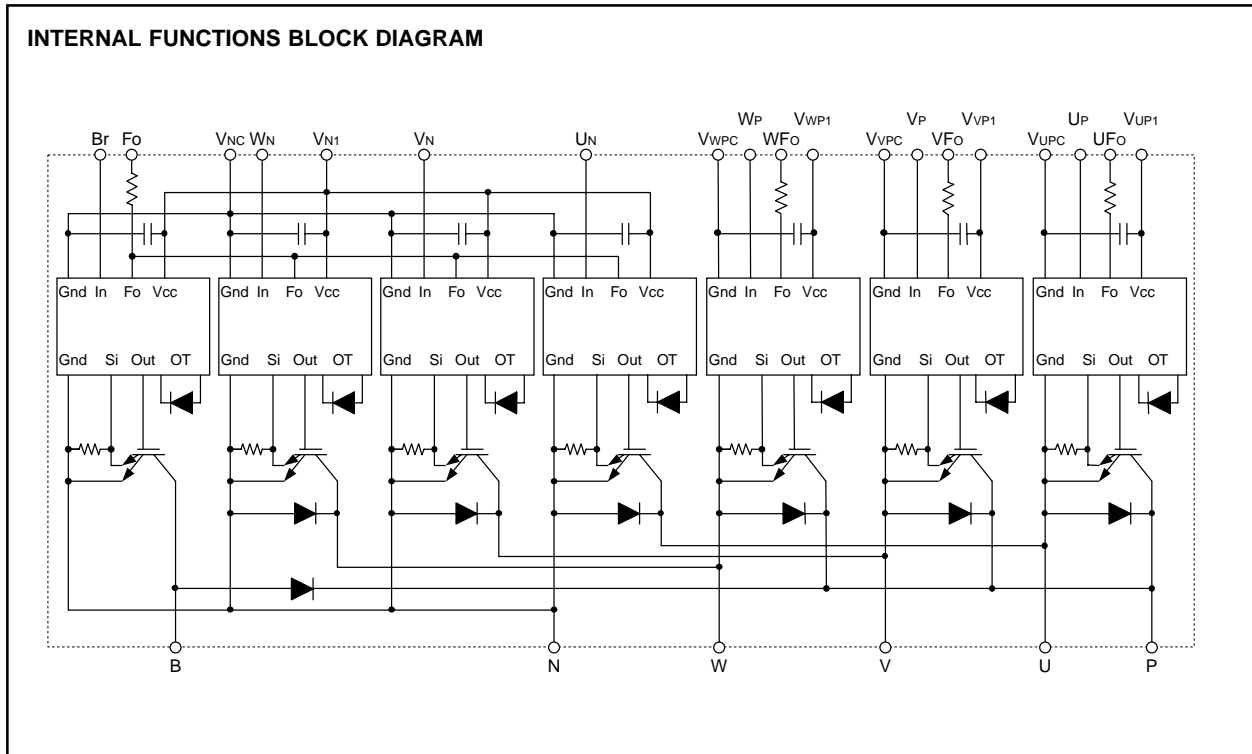 INTERNAL FUNCTIONS BLOCK DIAGRAM
WP VWP1 VP VVP1 UP VUP1
Br Fo VNC WN VN1 VN UN VWPC WFO VVPC VFO VUPC UFO
Gnd In Fo Vcc Gnd In Fo Vcc Gnd In Fo Vcc Gnd In Fo Vcc Gnd In Fo Vcc Gnd In Fo Vcc Gnd In Fo Vcc
Gnd Si Out OT Gnd Si Out OT Gnd Si Out OT Gnd Si Out OT Gnd Si Out OT Gnd Si Out OT Gnd Si Out OT
B N W V U P